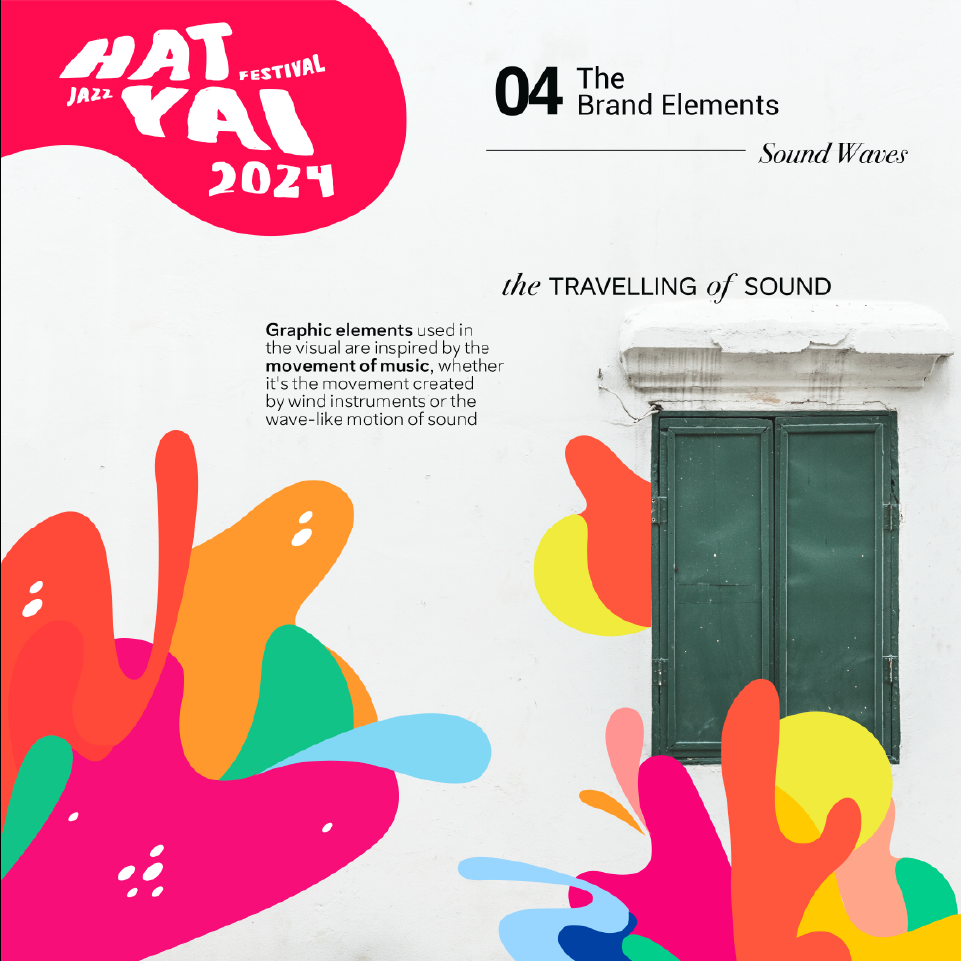 HAT
JAZZ FESTIVAL
YAI
2024
04 The
Brand Elements
Sound Waves
the TRAVELLING of SOUND
Graphic elements used in
the visual are inspired by the
movement of music, whether
it's the movement created
by wind instruments or the
wave-like motion of sound